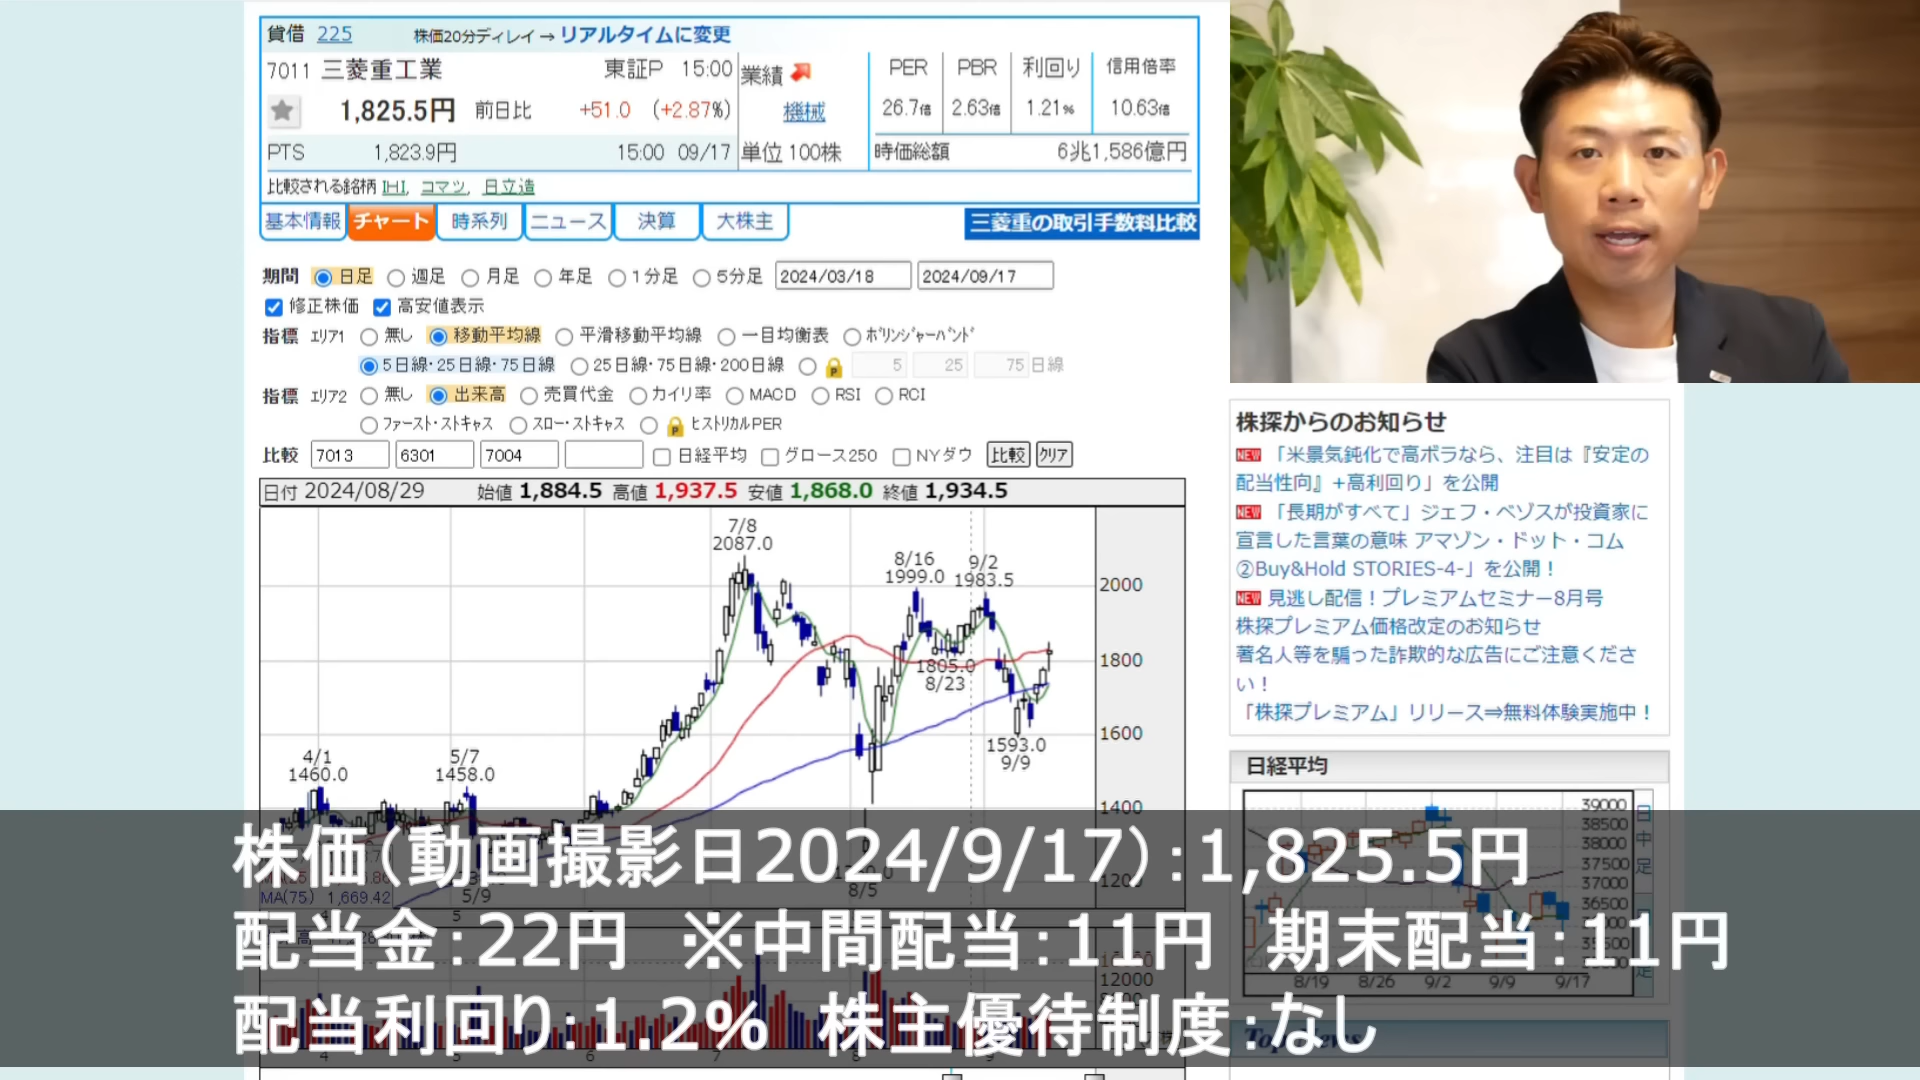 貸借 225 株価20分ディレイ → リアルタイムに変更
7011 三菱重工業 東証P 15:00 業績
1,825.5円 前日比 +51.0 (+2.87%) 機械
PTS 1,823.9円 15:00 09/17 単位 100株
PER PBR 利回り 信用倍率
26.7倍 2.63倍 1.21% 10.63倍
時価総額 6兆1,586億円
比較される銘柄 IHI, コマツ, 日立造
基本情報 チャート 時系列 ニュース 決算 大株主 三菱重の取引手数料比較
期間 日足 週足 月足 年足 1分足 5分足 2024/03/18 2024/09/17
修正株価 高安値表示
指標 エリア1 無し 移動平均線 平滑移動平均線 一目均衡表 ボリンジャーバンド
5日線・25日線・75日線 25日線・75日線・200日線 5 25 75 日線
指標 エリア2 無し 出来高 売買代金 カイリ率 MACD RSI RCI
ファースト・ストキャス スロー・ストキャス ヒストリカルPER
比較 7013 6301 7004 日経平均 グロース250 NYダウ 比較 クリア
日付 2024/08/29 始値 1,884.5 高値 1,937.5 安値 1,868.0 終値 1,934.5
7/8
2087.0
8/16
1999.0
9/2
1983.5
1805.0
8/23
1593.0
9/9
4/1
1460.0
5/7
1458.0
2000
1800
1600
1400
5/9
8/5
MA(75) 1,669.42
12000
4 5 6 7 8 9
株探からのお知らせ
NEW 「米景気鈍化で高ボラなら、注目は『安定の
配当性向』+高利回り」を公開
NEW 「長期がすべて」ジェフ・ベゾスが投資家に
宣言した言葉の意味 アマゾン・ドット・コム
②Buy&Hold STORIES-4-」を公開！
NEW 見逃し配信！プレミアムセミナー8月号
株探プレミアム価格改定のお知らせ
著名人等を騙った詐欺的な広告にご注意くださ
い！
「株探プレミアム」リリース⇒無料体験実施中！
日経平均
39000
38500
38000
37500
37000
36500
8/19 8/26 9/2 9/9 9/17
日中足
株価（動画撮影日2024/9/17）：1,825.5円
配当金：22円 ※中間配当：11円 期末配当：11円
配当利回り：1.2% 株主優待制度：なし